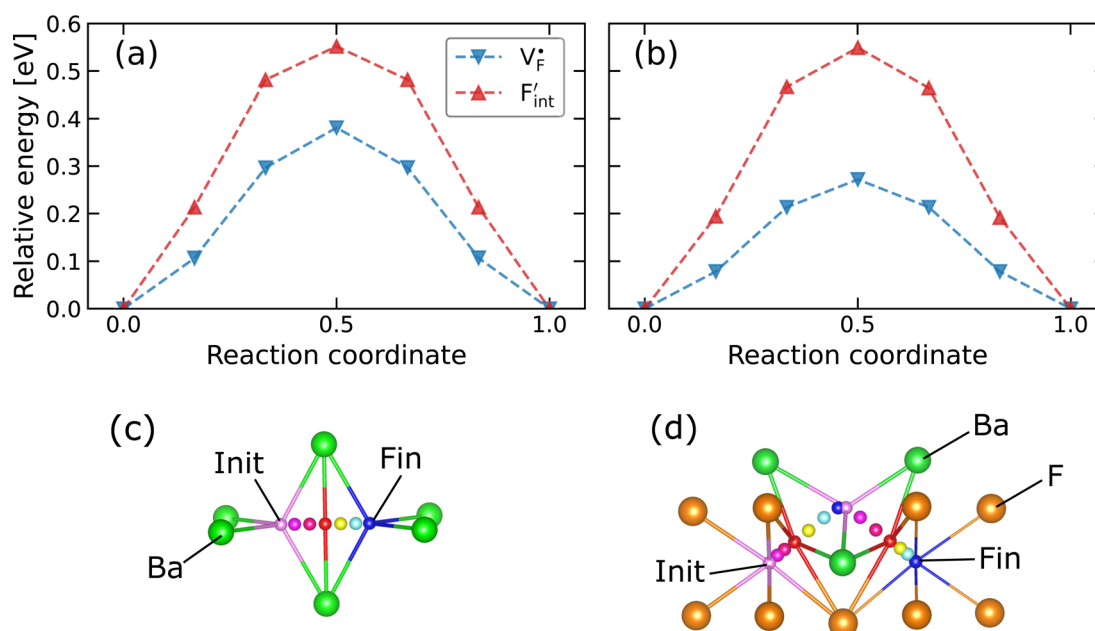 (a)
(b)
V_F^•
F′_int
Relative energy [eV]
0.6
0.5
0.4
0.3
0.2
0.1
0.0
0.0 0.5 1.0
0.0 0.5 1.0
Reaction coordinate
Reaction coordinate
(c)
Init
Fin
Ba
(d)
Ba
F
Init
Fin